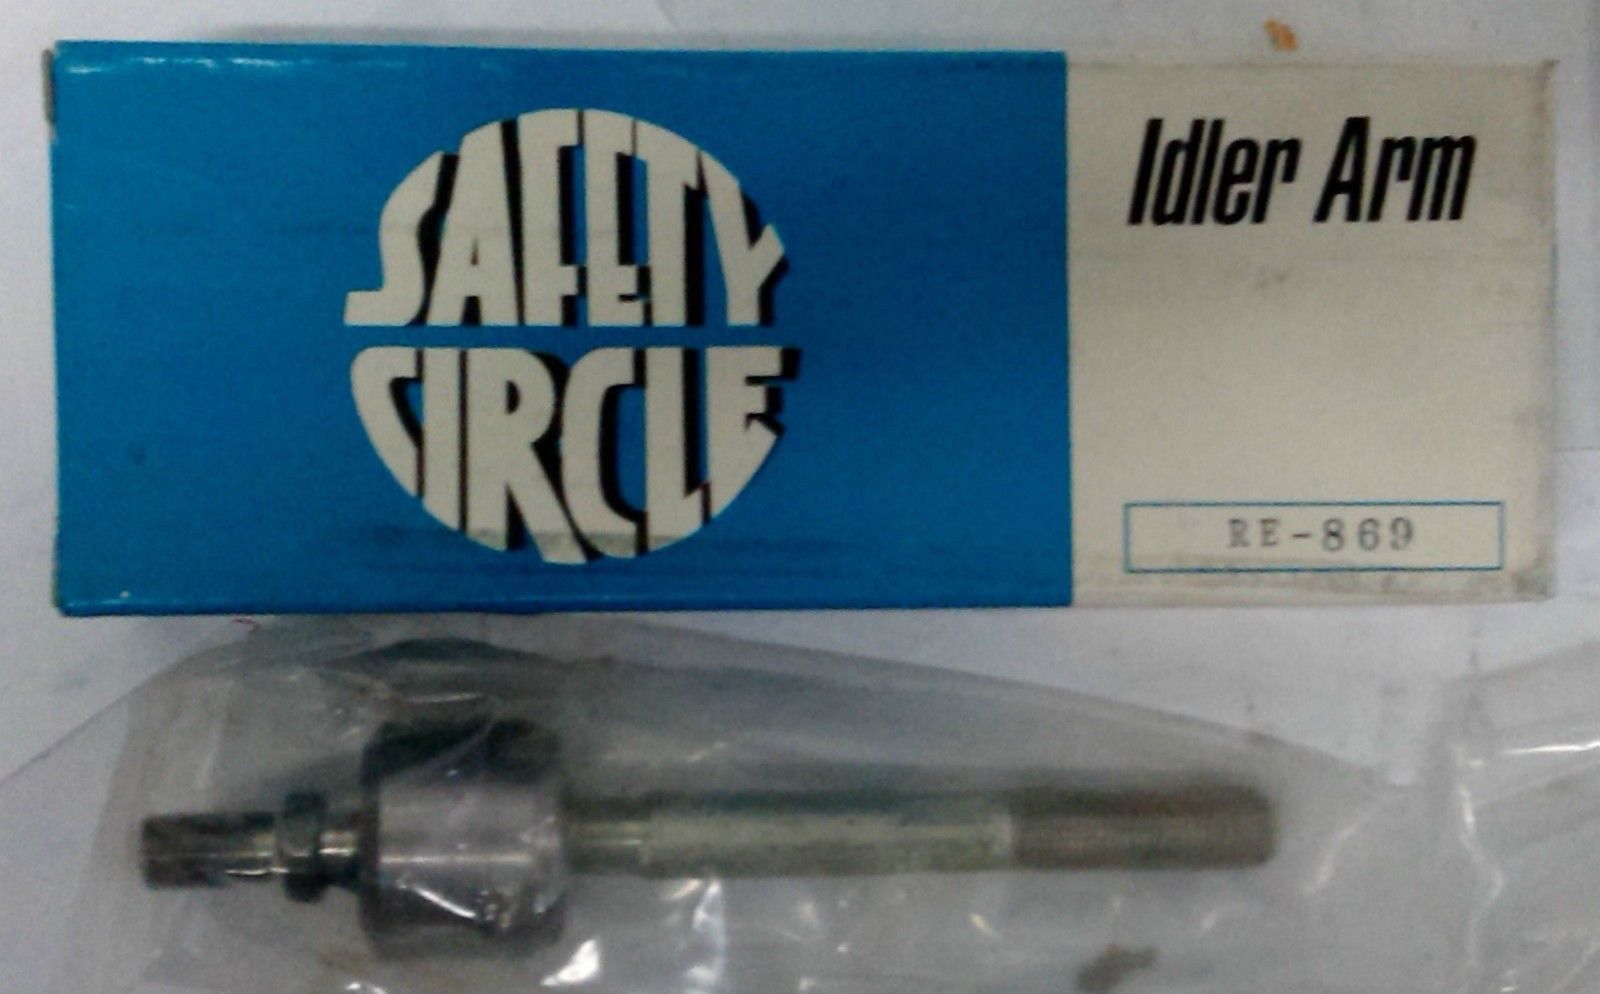 SAFETY
CIRCLE
Idler Arm
RE-869